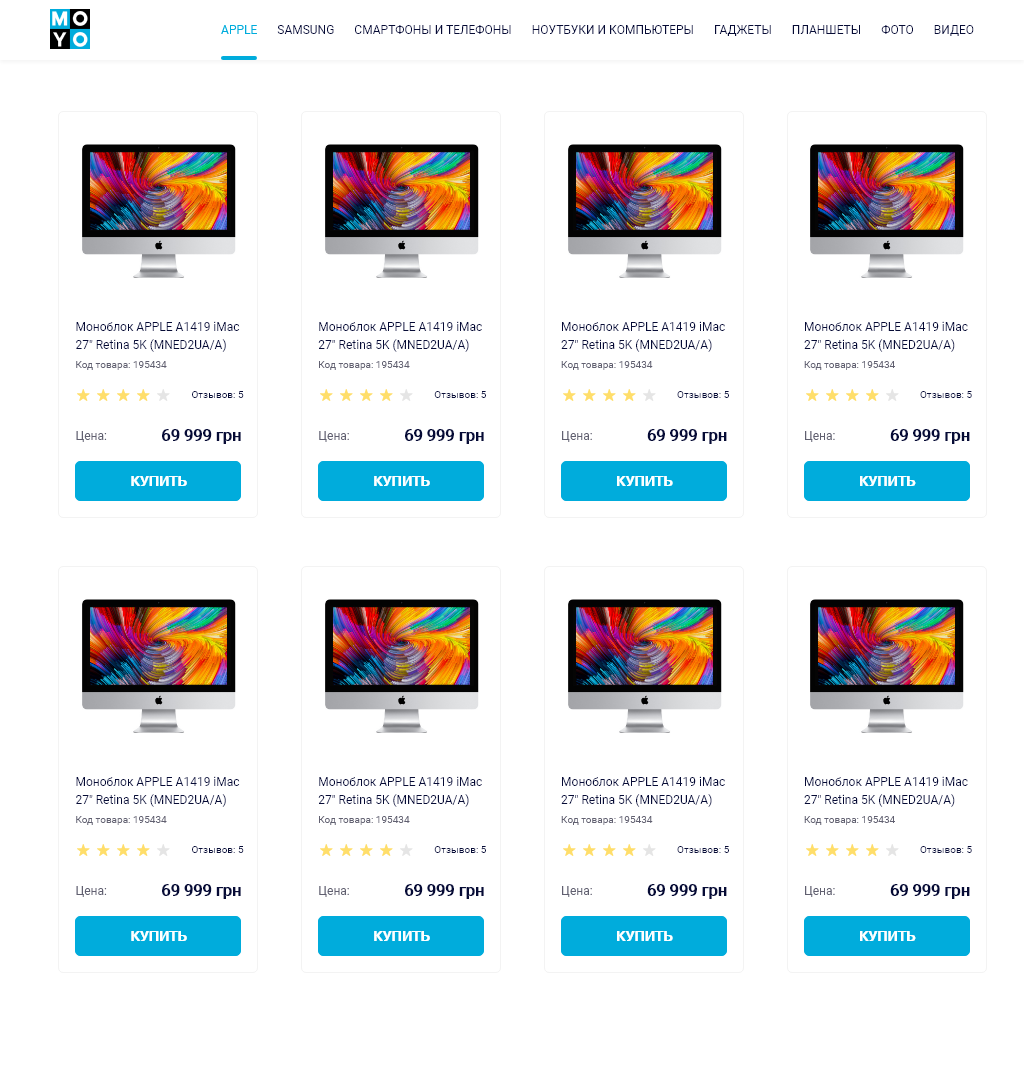 MO
YO
APPLE SAMSUNG СМАРТФОНЫ И ТЕЛЕФОНЫ НОУТБУКИ И КОМПЬЮТЕРЫ ГАДЖЕТЫ ПЛАНШЕТЫ ФОТО ВИДЕО
Моноблок APPLE A1419 iMac
27" Retina 5K (MNED2UA/A)
Код товара: 195434
Отзывов: 5
Цена: 69 999 грн
КУПИТЬ
Моноблок APPLE A1419 iMac
27" Retina 5K (MNED2UA/A)
Код товара: 195434
Отзывов: 5
Цена: 69 999 грн
КУПИТЬ
Моноблок APPLE A1419 iMac
27" Retina 5K (MNED2UA/A)
Код товара: 195434
Отзывов: 5
Цена: 69 999 грн
КУПИТЬ
Моноблок APPLE A1419 iMac
27" Retina 5K (MNED2UA/A)
Код товара: 195434
Отзывов: 5
Цена: 69 999 грн
КУПИТЬ
Моноблок APPLE A1419 iMac
27" Retina 5K (MNED2UA/A)
Код товара: 195434
Отзывов: 5
Цена: 69 999 грн
КУПИТЬ
Моноблок APPLE A1419 iMac
27" Retina 5K (MNED2UA/A)
Код товара: 195434
Отзывов: 5
Цена: 69 999 грн
КУПИТЬ
Моноблок APPLE A1419 iMac
27" Retina 5K (MNED2UA/A)
Код товара: 195434
Отзывов: 5
Цена: 69 999 грн
КУПИТЬ
Моноблок APPLE A1419 iMac
27" Retina 5K (MNED2UA/A)
Код товара: 195434
Отзывов: 5
Цена: 69 999 грн
КУПИТЬ